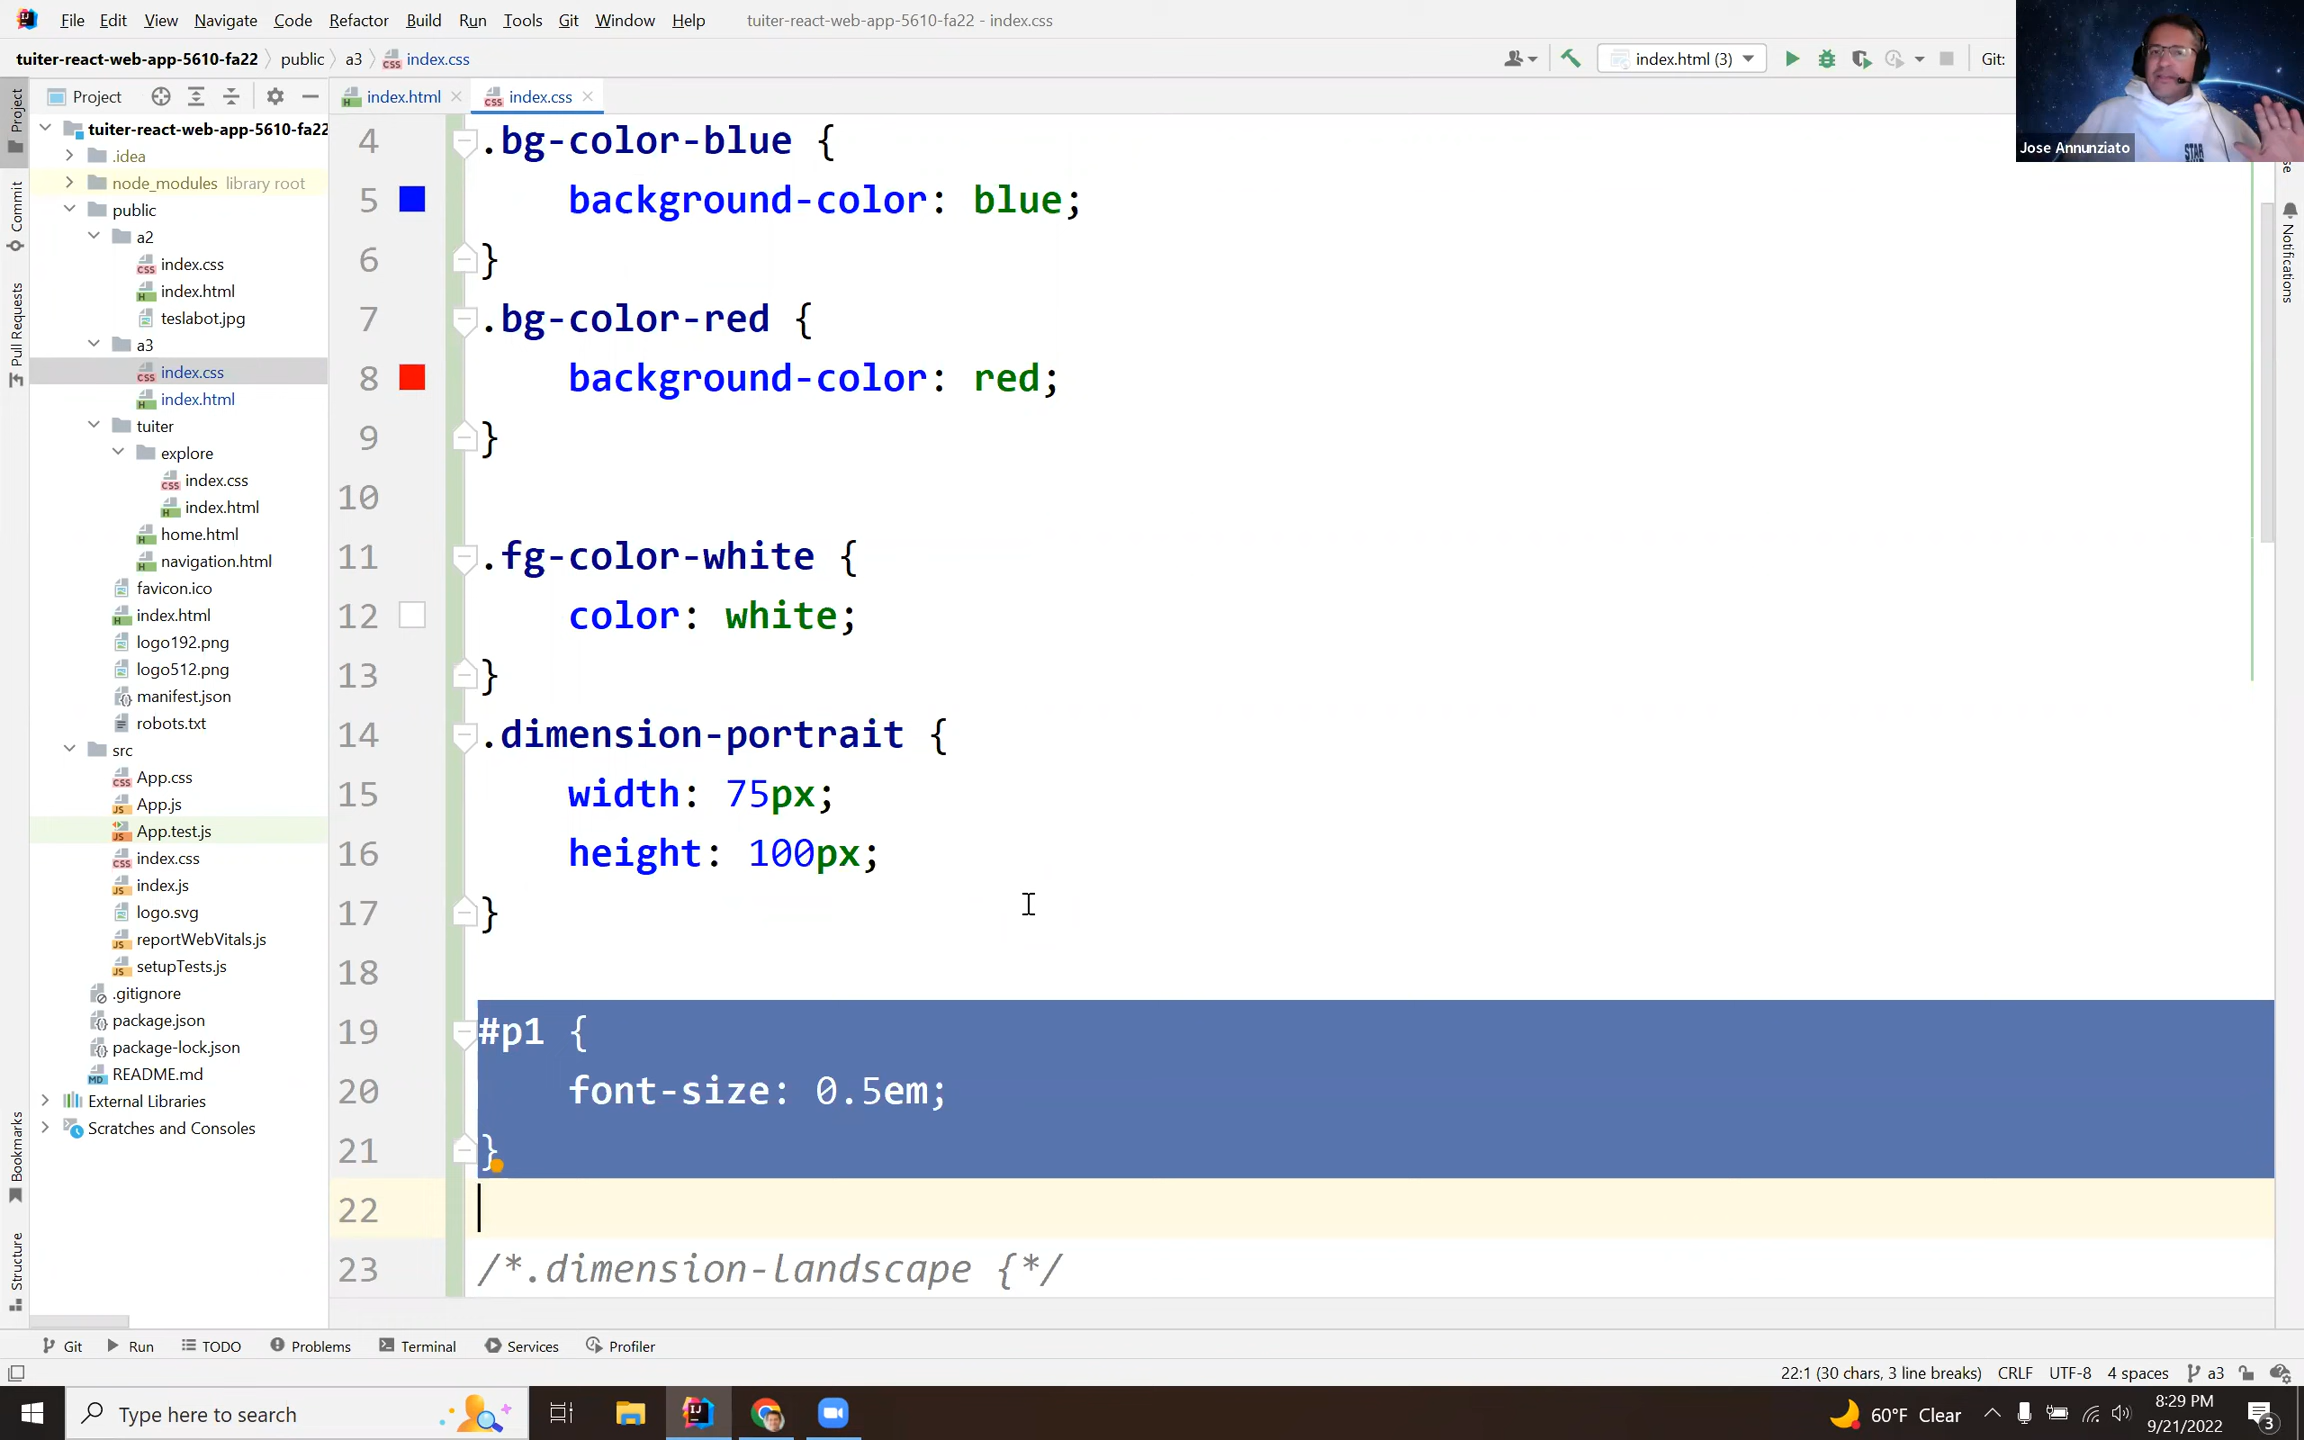 File Edit View Navigate Code Refactor Build Run Tools Git Window Help tuiter-react-web-app-5610-fa22 - index.css
tuiter-react-web-app-5610-fa22 public a3 index.css index.html (3) Git:
Jose Annunziato
Project
index.html index.css
Project
Commit
Pull Requests
Bookmarks
Structure
Notifications
tuiter-react-web-app-5610-fa22
.idea
node_modules library root
public
a2
index.css
index.html
teslabot.jpg
a3
index.css
index.html
tuiter
explore
index.css
index.html
home.html
navigation.html
favicon.ico
index.html
logo192.png
logo512.png
manifest.json
robots.txt
src
App.css
App.js
App.test.js
index.css
index.js
logo.svg
reportWebVitals.js
setupTests.js
.gitignore
package.json
package-lock.json
README.md
External Libraries
Scratches and Consoles
4 .bg-color-blue {
5 background-color: blue;
6 }
7 .bg-color-red {
8 background-color: red;
9 }
10
11 .fg-color-white {
12 color: white;
13 }
14 .dimension-portrait {
15 width: 75px;
16 height: 100px;
17 }
18
19 #p1 {
20 font-size: 0.5em;
21 }
22
23 /*.dimension-landscape {*/
Git Run TODO Problems Terminal Services Profiler
22:1 (30 chars, 3 line breaks) CRLF UTF-8 4 spaces a3
Type here to search
60°F Clear
8:29 PM
9/21/2022
3